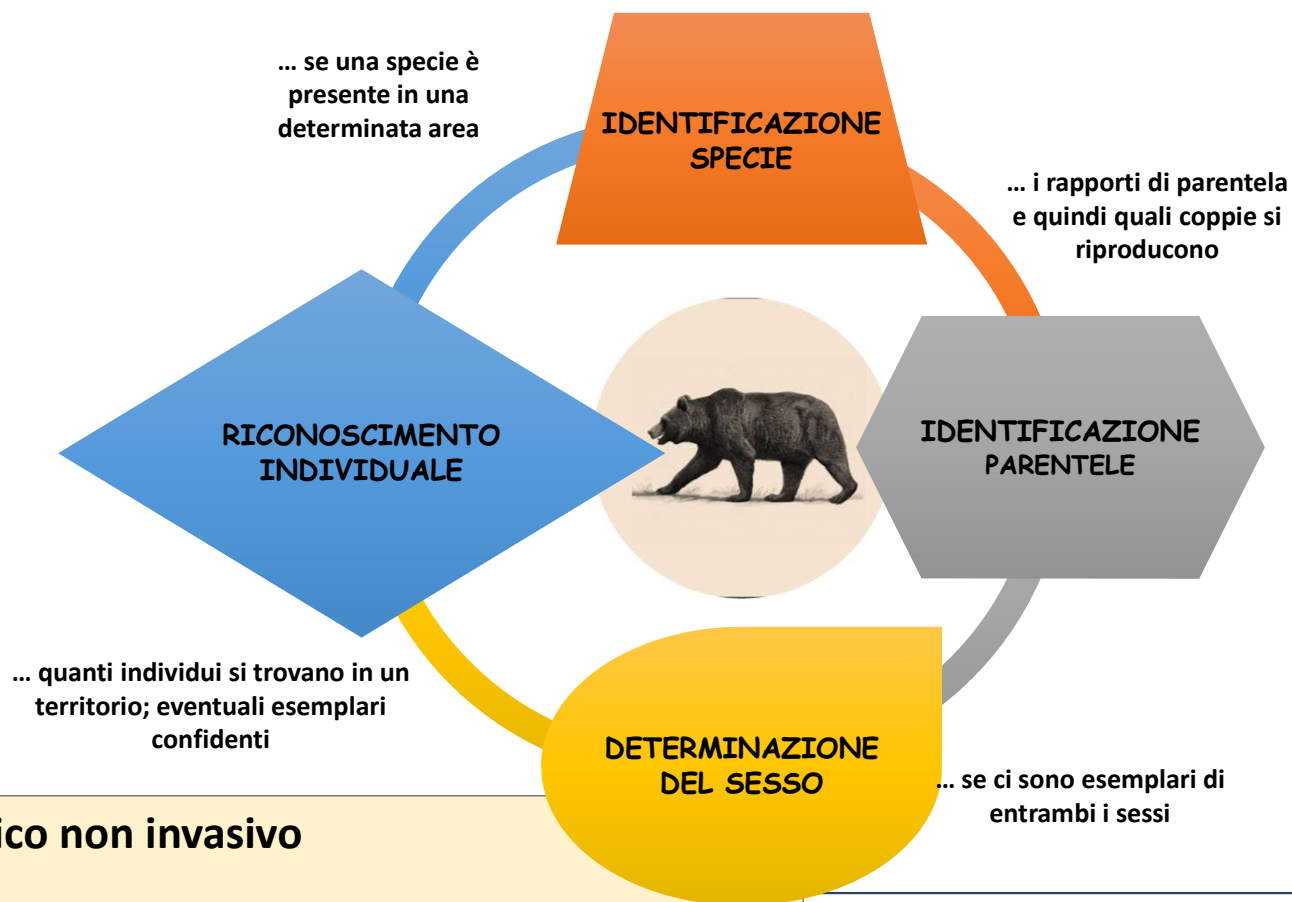 ... se una specie è
presente in una
determinata area
IDENTIFICAZIONE
SPECIE
... i rapporti di parentela
e quindi quali coppie si
riproducono
RICONOSCIMENTO
INDIVIDUALE
IDENTIFICAZIONE
PARENTELE
... quanti individui si trovano in un
territorio; eventuali esemplari
confidenti
DETERMINAZIONE
DEL SESSO
... se ci sono esemplari di
entrambi i sessi
ico non invasivo